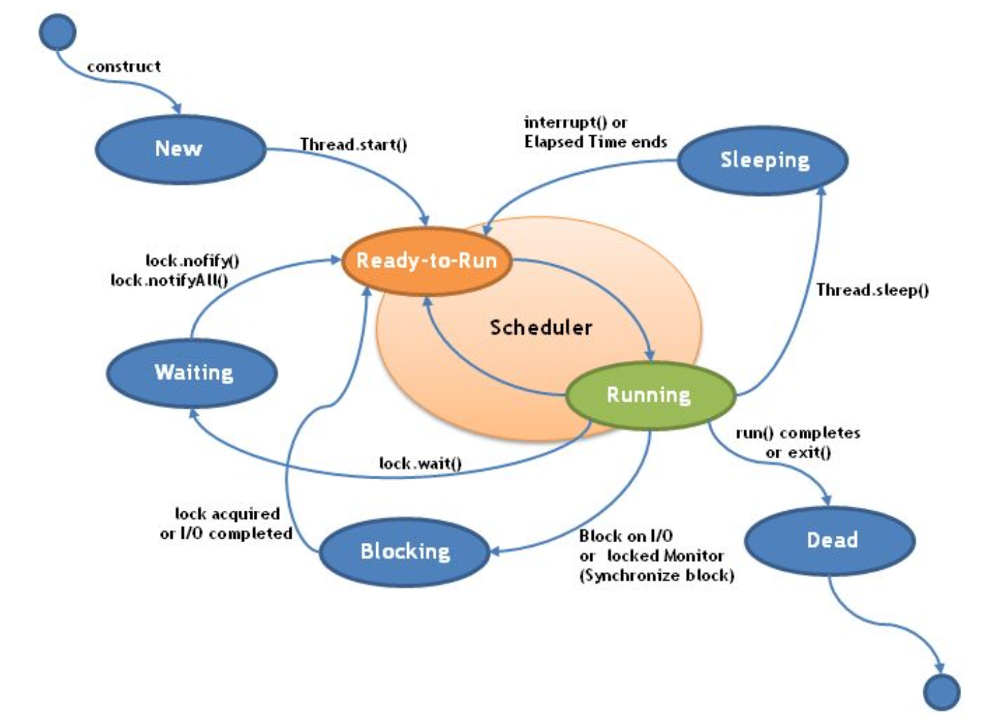 construct
New
Thread.start()
interrupt() or
Elapsed Time ends
Sleeping
lock.nofify()
lock.notifyAll()
Ready-to-Run
Thread.sleep()
Scheduler
Waiting
Running
run() completes
or exit()
lock.wait()
lock acquired
or I/O completed
Blocking
Block on I/O
or locked Monitor
(Synchronize block)
Dead